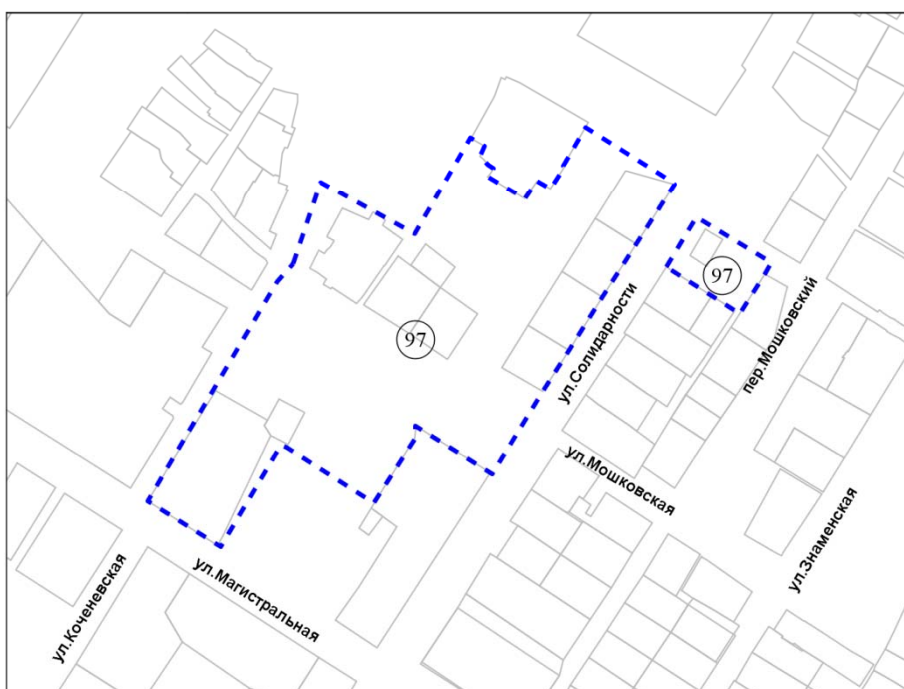 97
97
ул.Солидарности
пер.Мошковский
ул.Мошковская
ул.Знаменская
ул.Магистральная
ул.Коченевская